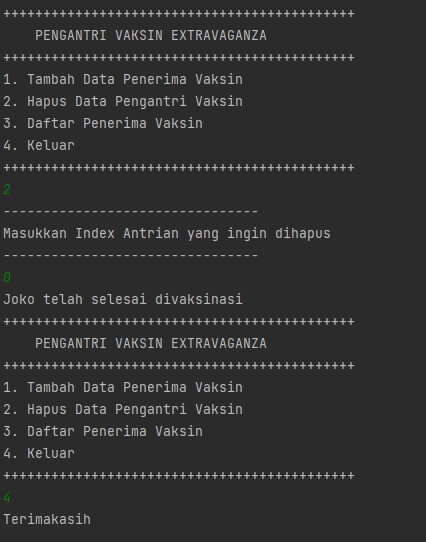 ++++++++++++++++++++++++++++++++++++++++++++
    PENGANTRI VAKSIN EXTRAVAGANZA
++++++++++++++++++++++++++++++++++++++++++++
1. Tambah Data Penerima Vaksin
2. Hapus Data Pengantri Vaksin
3. Daftar Penerima Vaksin
4. Keluar
++++++++++++++++++++++++++++++++++++++++++++
2
--------------------------------
Masukkan Index Antrian yang ingin dihapus
--------------------------------
0
Joko telah selesai divaksinasi
++++++++++++++++++++++++++++++++++++++++++++
    PENGANTRI VAKSIN EXTRAVAGANZA
++++++++++++++++++++++++++++++++++++++++++++
1. Tambah Data Penerima Vaksin
2. Hapus Data Pengantri Vaksin
3. Daftar Penerima Vaksin
4. Keluar
++++++++++++++++++++++++++++++++++++++++++++
4
Terimakasih